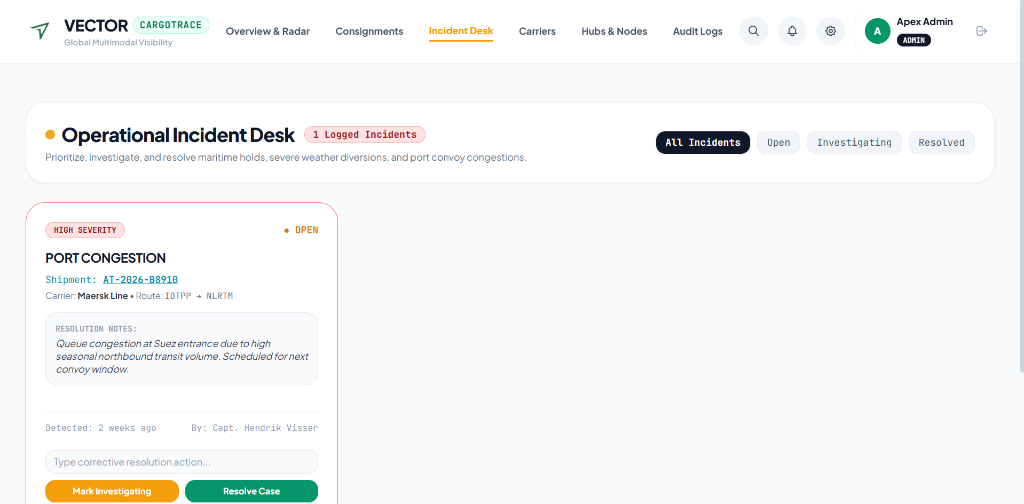 VECTOR CARGOTRACE
Global Multimodal Visibility
Overview & Radar
Consignments
Incident Desk
Carriers
Hubs & Nodes
Audit Logs
A
Apex Admin
ADMIN
Operational Incident Desk
1 Logged Incidents
Prioritize, investigate, and resolve maritime holds, severe weather diversions, and port convoy congestions.
All Incidents
Open
Investigating
Resolved
HIGH SEVERITY
OPEN
PORT CONGESTION
Shipment: AT-2026-B8910
Carrier: Maersk Line • Route: IDTPP → NLRTM
RESOLUTION NOTES:
Queue congestion at Suez entrance due to high
seasonal northbound transit volume. Scheduled for next
convoy window.
Detected: 2 weeks ago
By: Capt. Hendrik Visser
Type corrective resolution action...
Mark Investigating
Resolve Case